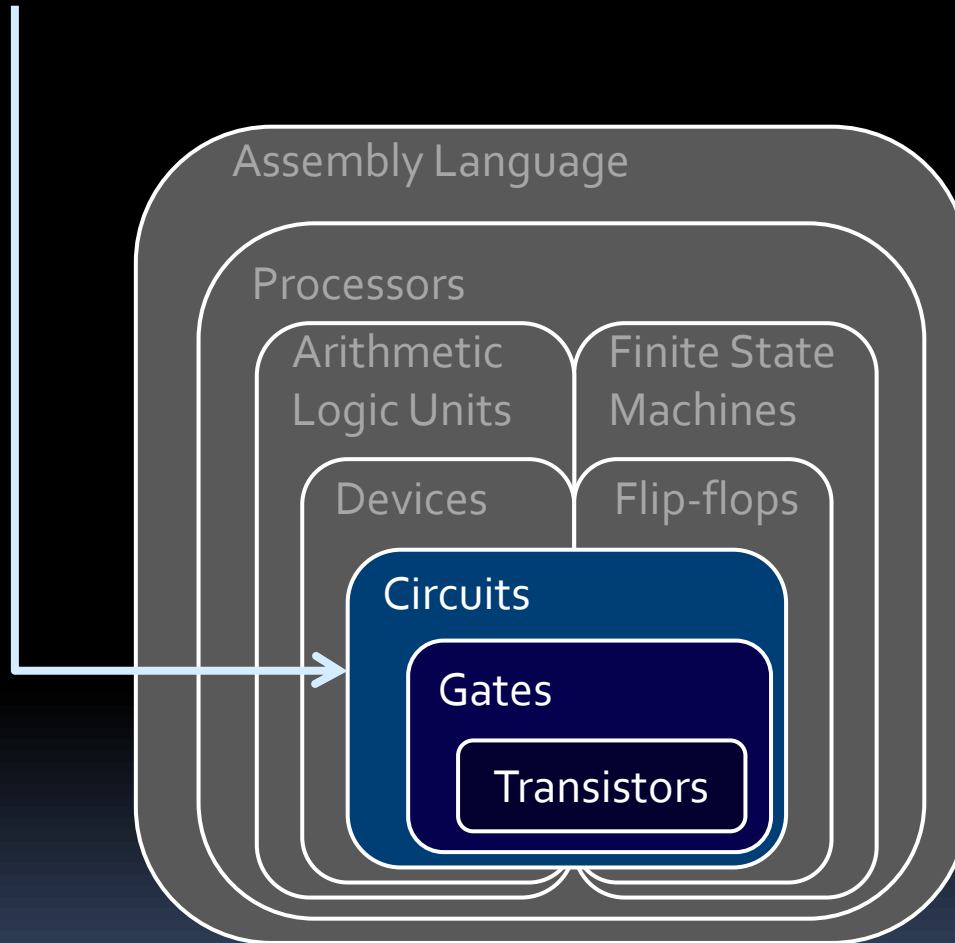 Assembly Language
Processors
Arithmetic
Logic Units
Finite State
Machines
Devices
Flip-flops
Circuits
Gates
Transistors